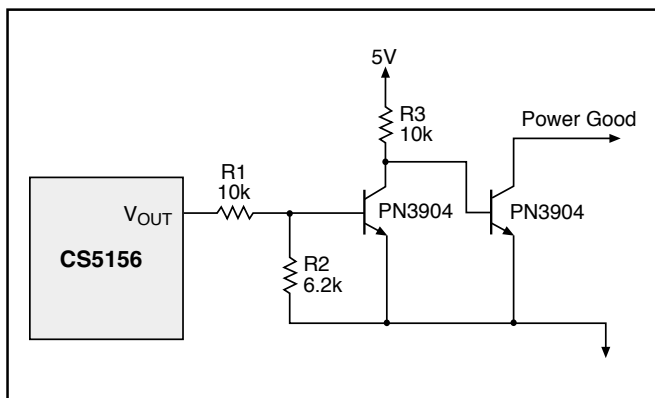 5V
R3
10k
Power Good
R1
10k
VOUT
PN3904
PN3904
CS5156
R2
6.2k